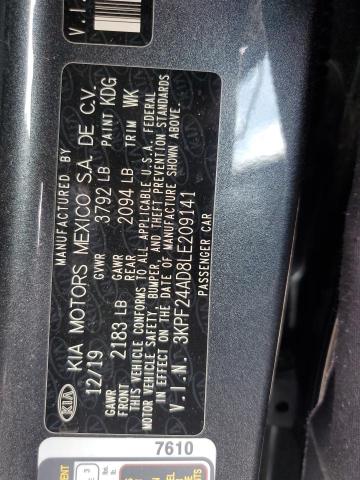 V.I.
MANUFACTURED BY
KIA KIA MOTORS MEXICO S.A. DE C.V.
12/19 GVWR 3792 LB PAINT KDG
GAWR FRONT 2183 LB GAWR REAR 2094 LB TRIM WK
THIS VEHICLE CONFORMS TO ALL APPLICABLE U.S.A. FEDERAL
MOTOR VEHICLE SAFETY, BUMPER, AND THEFT PREVENTION STANDARDS
IN EFFECT ON THE DATE OF MANUFACTURE SHOWN ABOVE.
V.I.N. 3KPF24AD8LE209141
PASSENGER CAR
7610